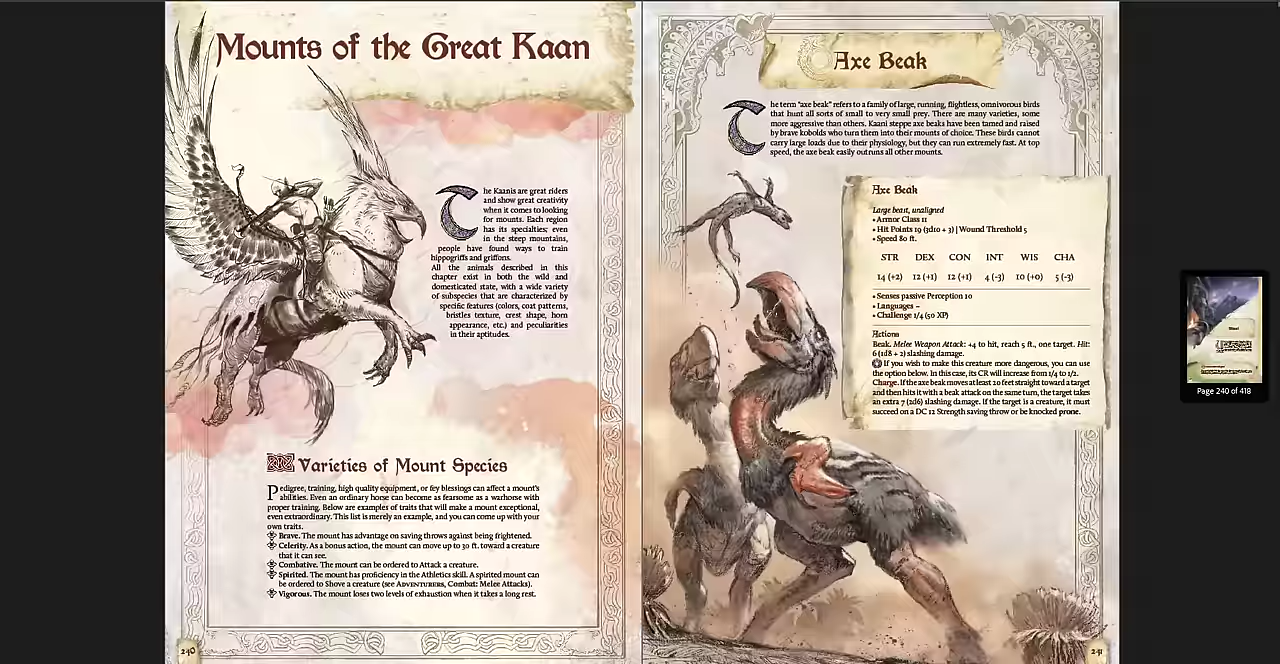 Mounts of the Great Kaan
The Kaanis are great riders
and show great creativity
when it comes to looking
for mounts. Each region
has its specialties; even
in the steep mountains,
people have found ways to train
hippogriffs and griffons.
All the animals described in this
chapter exist in both the wild and
domesticated state, with a wide variety
of subspecies that are characterized by
specific features (colors, coat patterns,
bristles texture, crest shape, horn
appearance, etc.) and peculiarities
in their aptitudes.
Varieties of Mount Species
Pedigree, training, high quality equipment, or fey blessings can affect a mount's
abilities. Even an ordinary horse can become as fearsome as a warhorse with
proper training. Below are examples of traits that will make a mount exceptional,
even extraordinary. This list is merely an example, and you can come up with your
own traits.
Brave. The mount has advantage on saving throws against being frightened.
Celerity. As a bonus action, the mount can move up to 30 ft. toward a creature
that it can see.
Combative. The mount can be ordered to Attack a creature.
Spirited. The mount has proficiency in the Athletics skill. A spirited mount can
be ordered to Shove a creature (see Adventurers, Combat: Melee Attacks).
Vigorous. The mount loses two levels of exhaustion when it takes a long rest.
240
Axe Beak
The term "axe beak" refers to a family of large, running, flightless, omnivorous birds
that hunt all sorts of small to very small prey. There are many varieties, some
more aggressive than others. Kaani steppe axe beaks have been tamed and raised
by brave kobolds who turn them into their mounts of choice. These birds cannot
carry large loads due to their physiology, but they can run extremely fast. At top
speed, the axe beak easily outruns all other mounts.
Axe Beak
Large beast, unaligned
• Armor Class 11
• Hit Points 19 (3d10 + 3) | Wound Threshold 5
• Speed 80 ft.
STR DEX CON INT WIS CHA
14 (+2) 12 (+1) 12 (+1) 4 (-3) 10 (+0) 5 (-3)
• Senses passive Perception 10
• Languages –
• Challenge 1/4 (50 XP)
Actions
Beak. Melee Weapon Attack: +4 to hit, reach 5 ft., one target. Hit:
6 (1d8 + 2) slashing damage.
If you wish to make this creature more dangerous, you can use
the option below. In this case, its CR will increase from 1/4 to 1/2.
Charge. If the axe beak moves at least 20 feet straight toward a target
and then hits it with a beak attack on the same turn, the target takes
an extra 7 (2d6) slashing damage. If the target is a creature, it must
succeed on a DC 12 Strength saving throw or be knocked prone.
241
Page 240 of 418